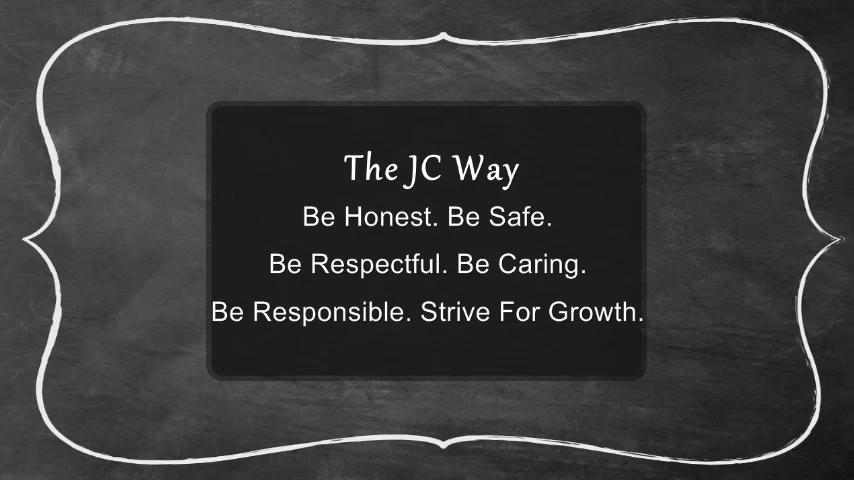 The JC Way
Be Honest. Be Safe.
Be Respectful. Be Caring.
Be Responsible. Strive For Growth.